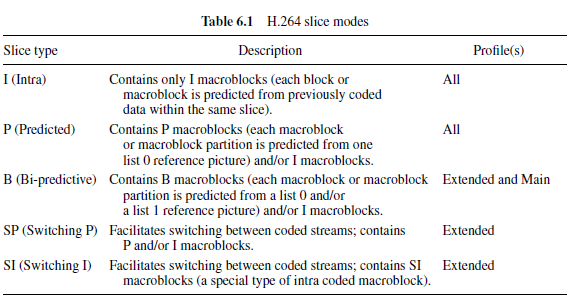 Table 6.1 H.264 slice modes
Slice type Description Profile(s)
I (Intra) Contains only I macroblocks (each block or All
macroblock is predicted from previously coded
data within the same slice).
P (Predicted) Contains P macroblocks (each macroblock All
or macroblock partition is predicted from one
list 0 reference picture) and/or I macroblocks.
B (Bi-predictive) Contains B macroblocks (each macroblock or macroblock Extended and Main
partition is predicted from a list 0 and/or
a list 1 reference picture) and/or I macroblocks.
SP (Switching P) Facilitates switching between coded streams; contains Extended
P and/or I macroblocks.
SI (Switching I) Facilitates switching between coded streams; contains SI Extended
macroblocks (a special type of intra coded macroblock).